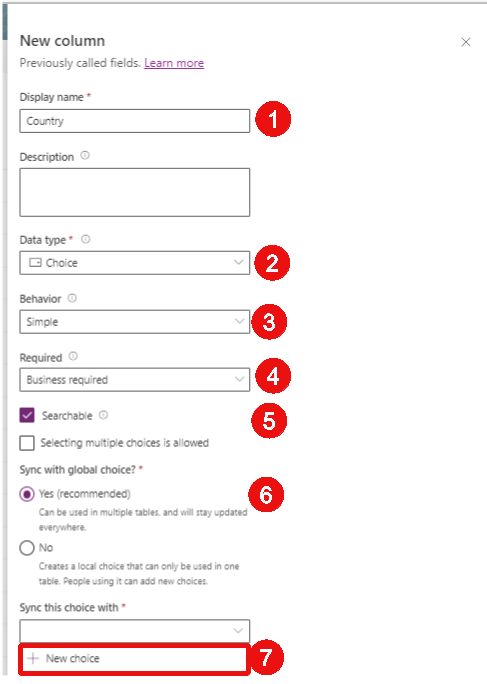 New column
Previously called fields. Learn more
Display name *
Country
1
Description
Data type *
Choice
2
Behavior
Simple
3
Required
Business required
4
Searchable
5
Selecting multiple choices is allowed
Sync with global choice? *
Yes (recommended)
6
Can be used in multiple tables, and will stay updated
everywhere.
No
Creates a local choice that can only be used in one
table. People using it can add new choices.
Sync this choice with *
New choice
7